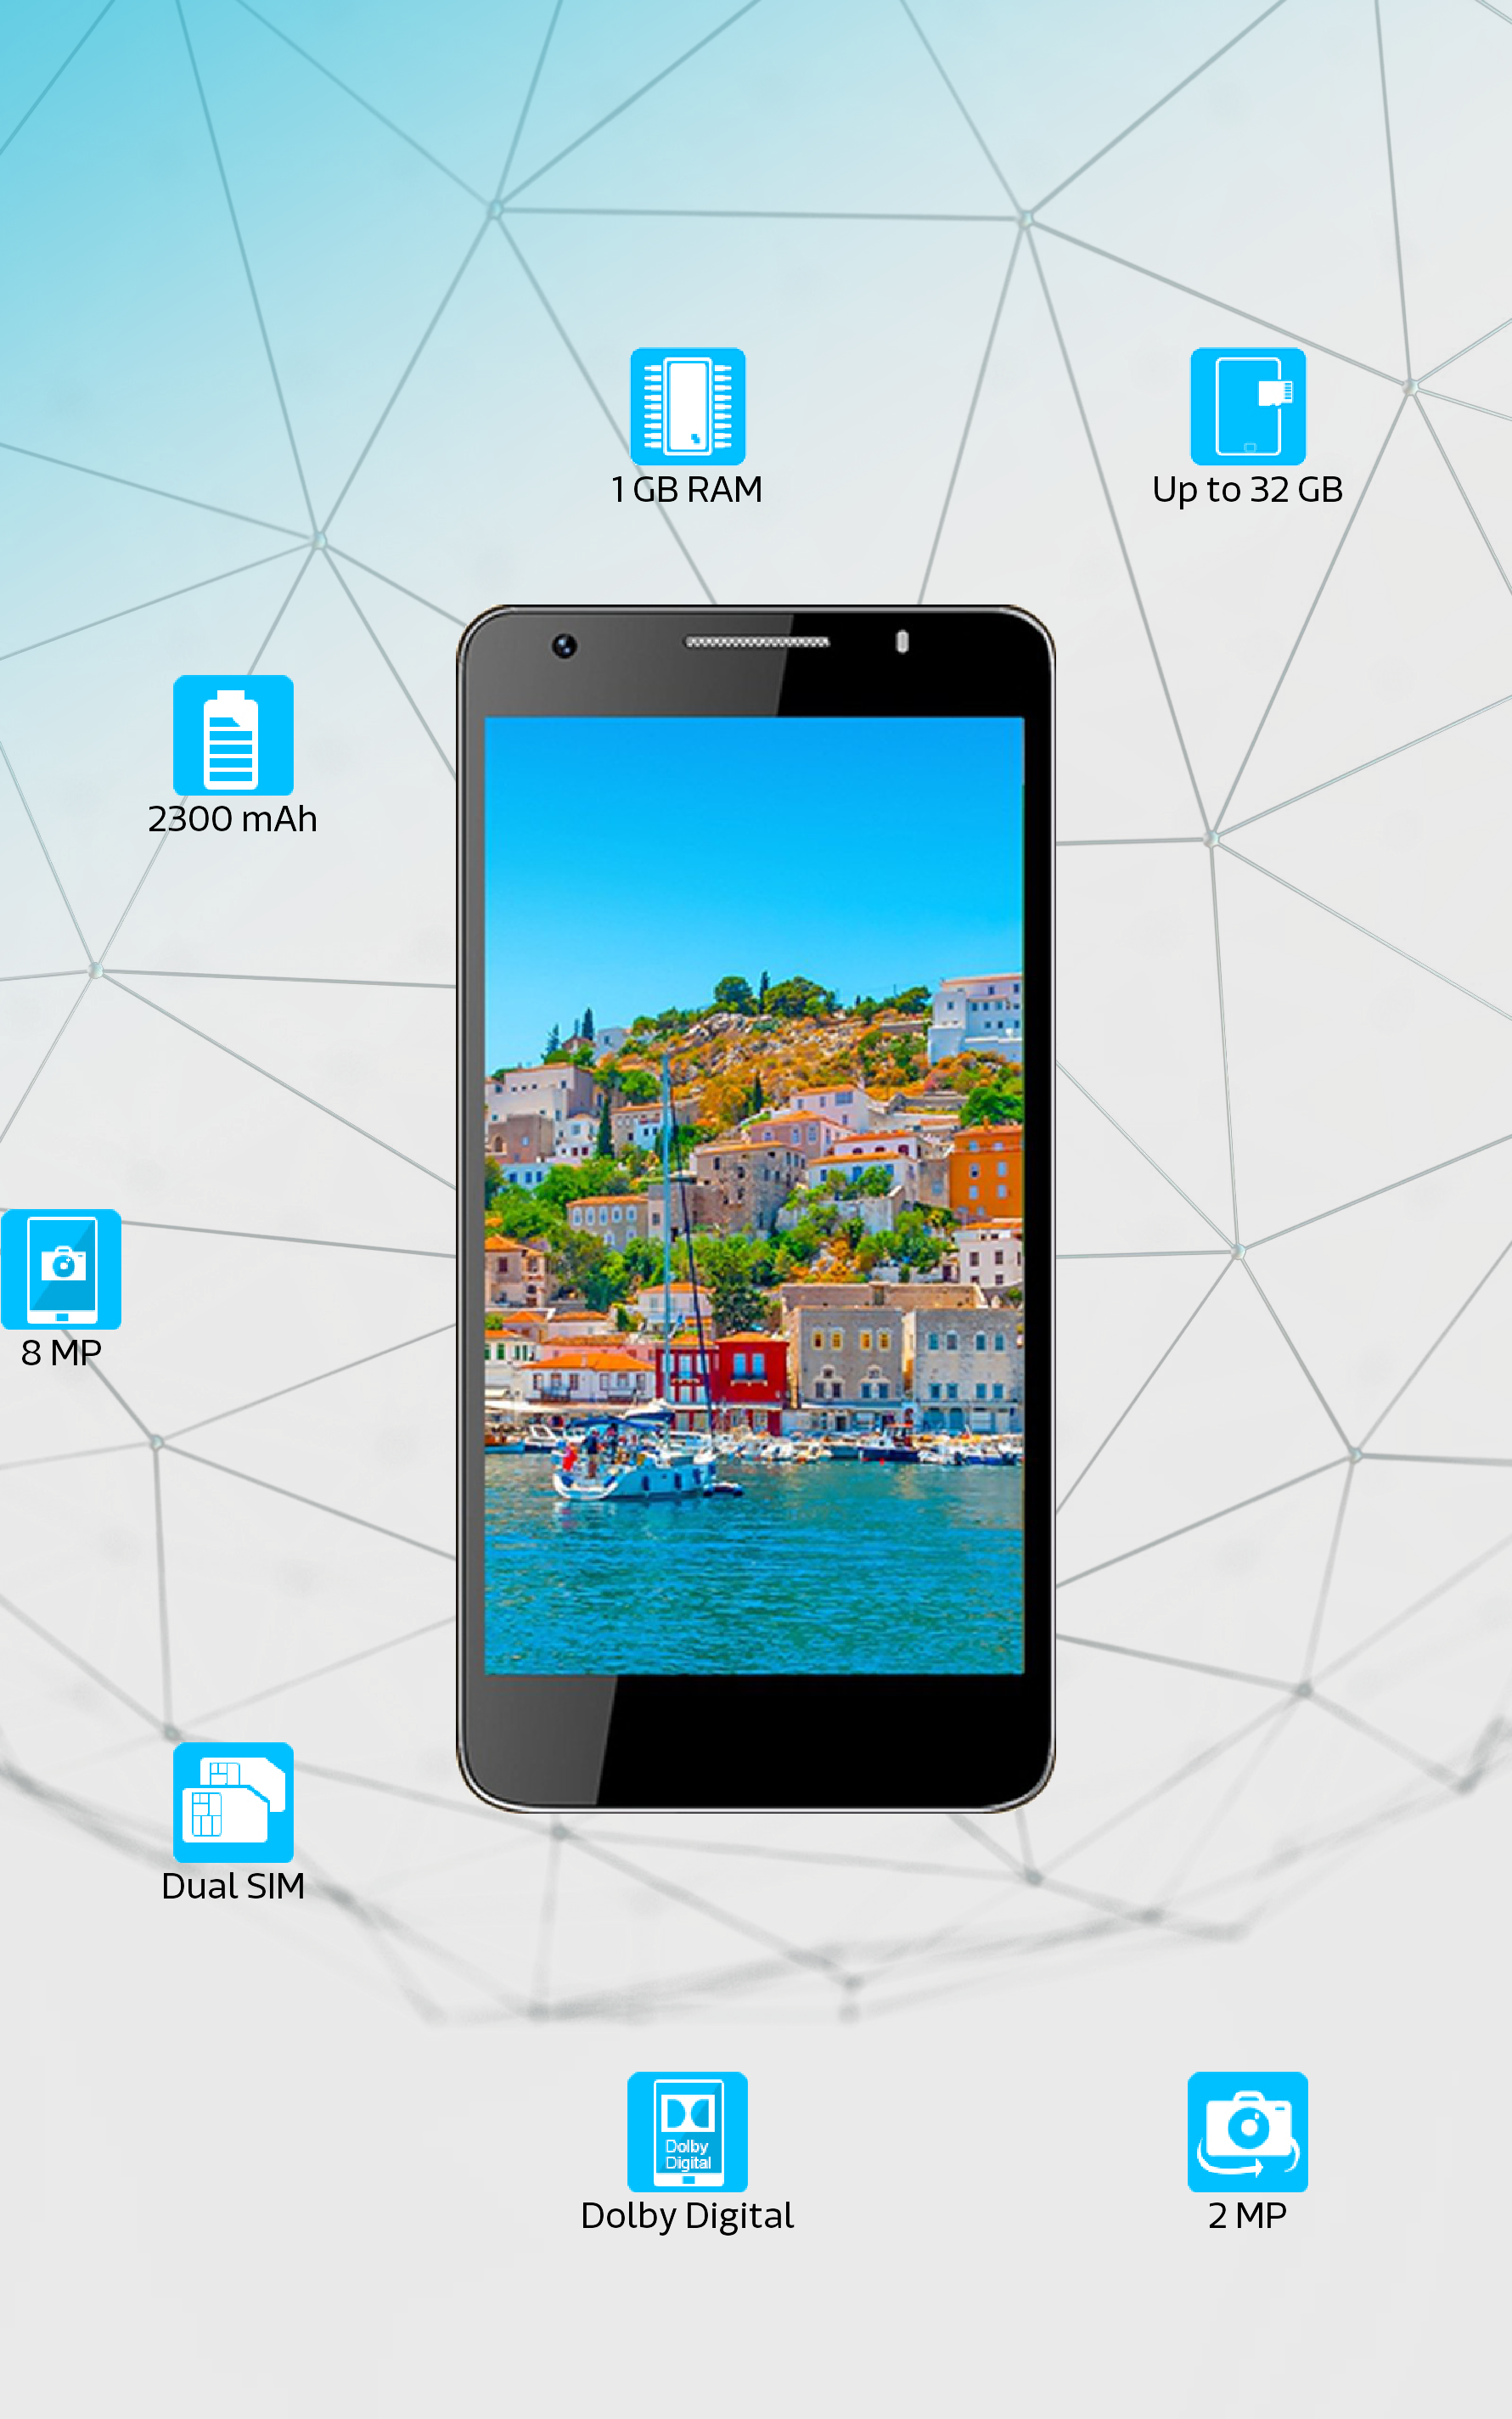 1 GB RAM
Up to 32 GB
2300 mAh
8 MP
Dual SIM
Dolby
Digital
Dolby Digital
2 MP